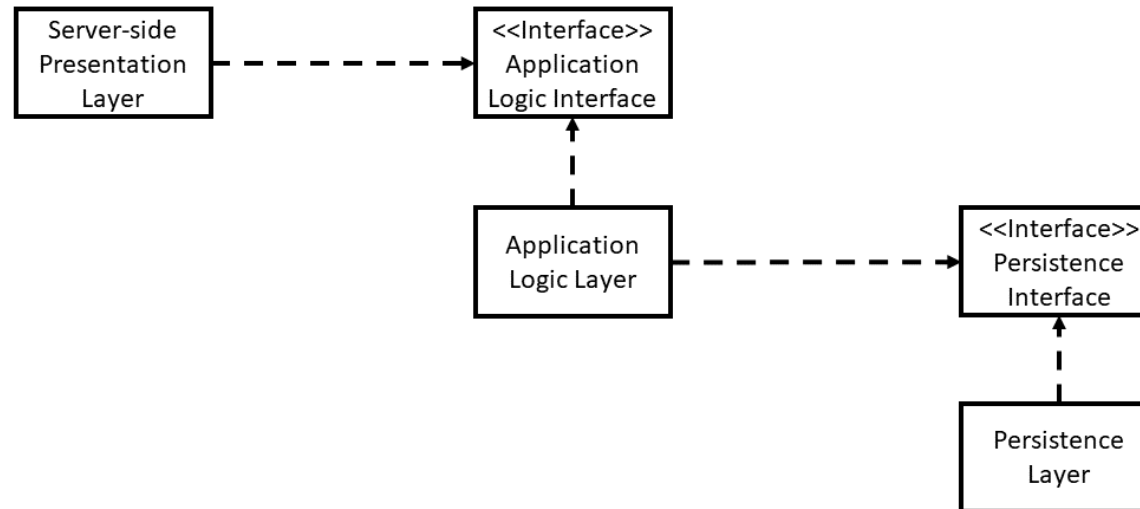 Server-side
Presentation
Layer
<<Interface>>
Application
Logic Interface
Application
Logic Layer
<<Interface>>
Persistence
Interface
Persistence
Layer